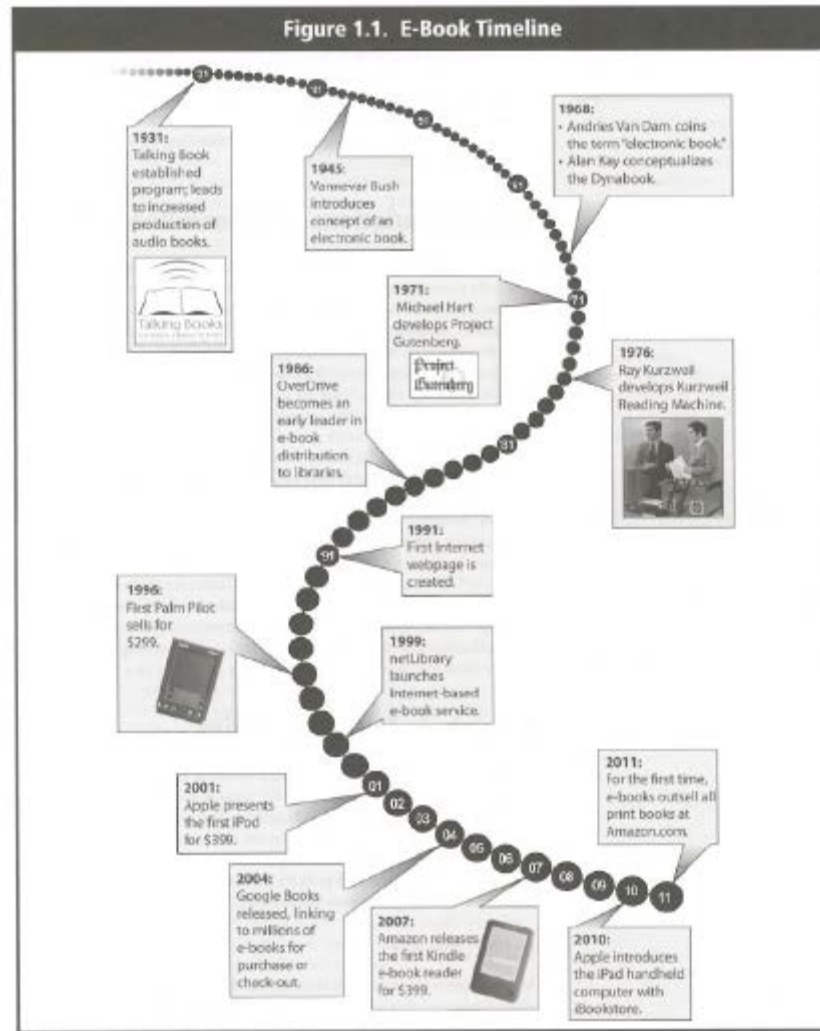 Figure 1.1. E-Book Timeline
31
41
51
61
1931:
Talking Book
established
program; leads
to increased
production of
audio books.
Talking Books
1945:
Vannevar Bush
introduces
concept of an
electronic book.
1968:
• Andries Van Dam coins
the term "electronic book."
• Alan Kay conceptualizes
the Dynabook.
71
1971:
Michael Hart
develops Project
Gutenberg.
Project
Gutenberg
1976:
Ray Kurzweil
develops Kurzweil
Reading Machine.
81
1986:
OverDrive
becomes an
early leader in
e-book
distribution
to libraries.
91
1991:
First Internet
webpage is
created.
1996:
First Palm Pilot
sells for
$299.
1999:
netLibrary
launches
Internet-based
e-book service.
2001:
Apple presents
the first iPod
for $399.
01
02
03
04
05
06
07
08
09
10
11
2004:
Google Books
released, linking
to millions of
e-books for
purchase or
check-out.
2007:
Amazon releases
the first Kindle
e-book reader
for $399.
2010:
Apple introduces
the iPad handheld
computer with
iBookstore.
2011:
For the first time,
e-books outsell all
print books at
Amazon.com.